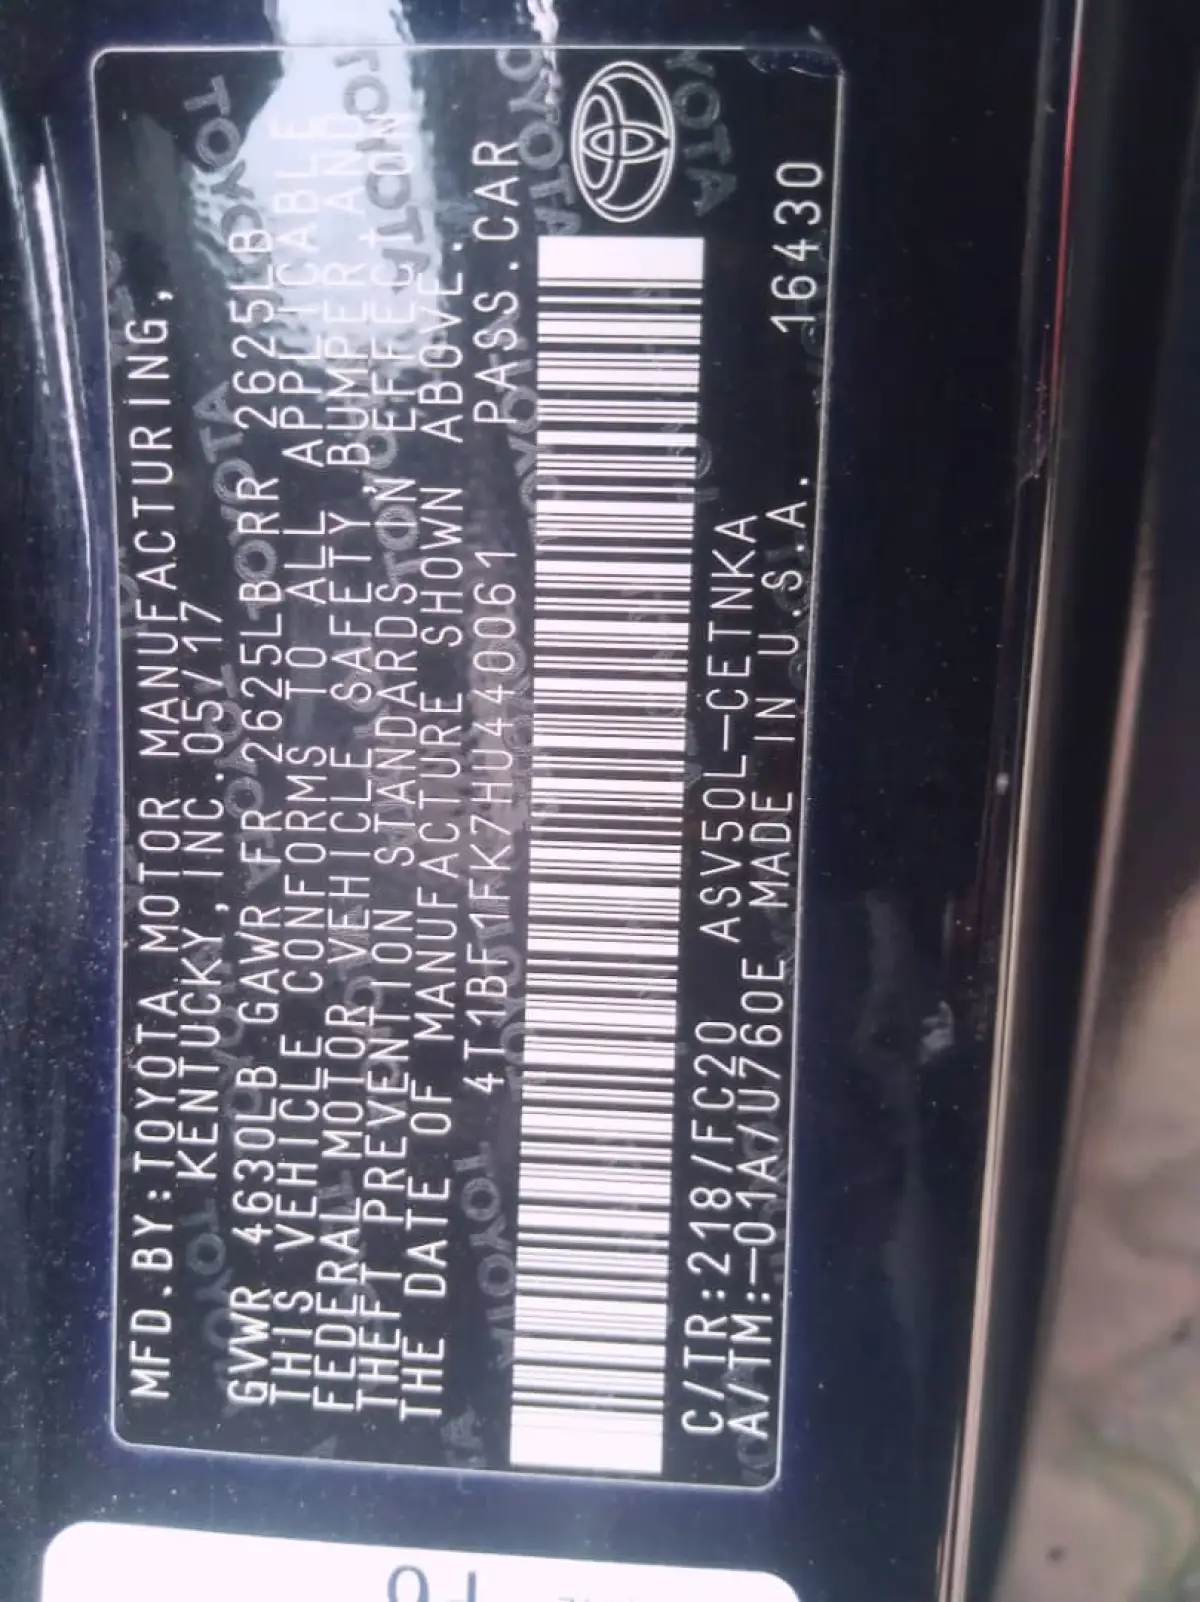 MFD.BY:TOYOTA MOTOR MANUFACTURING,
KENTUCKY,INC.05/17
GVWR 4630LB GAWR FR 2625LB RR 2625LB
THIS VEHICLE CONFORMS TO ALL APPLICABLE
FEDERAL MOTOR VEHICLE SAFETY, BUMPER, AND
THEFT PREVENTION STANDARDS IN EFFECT ON
THE DATE OF MANUFACTURE SHOWN ABOVE.
4T1BF1FK7HU440061 PASS.CAR
C/TR:218/FC20 ASV50L-CETNKA
A/TM:-01A/U760E MADE IN U.S.A. 16430